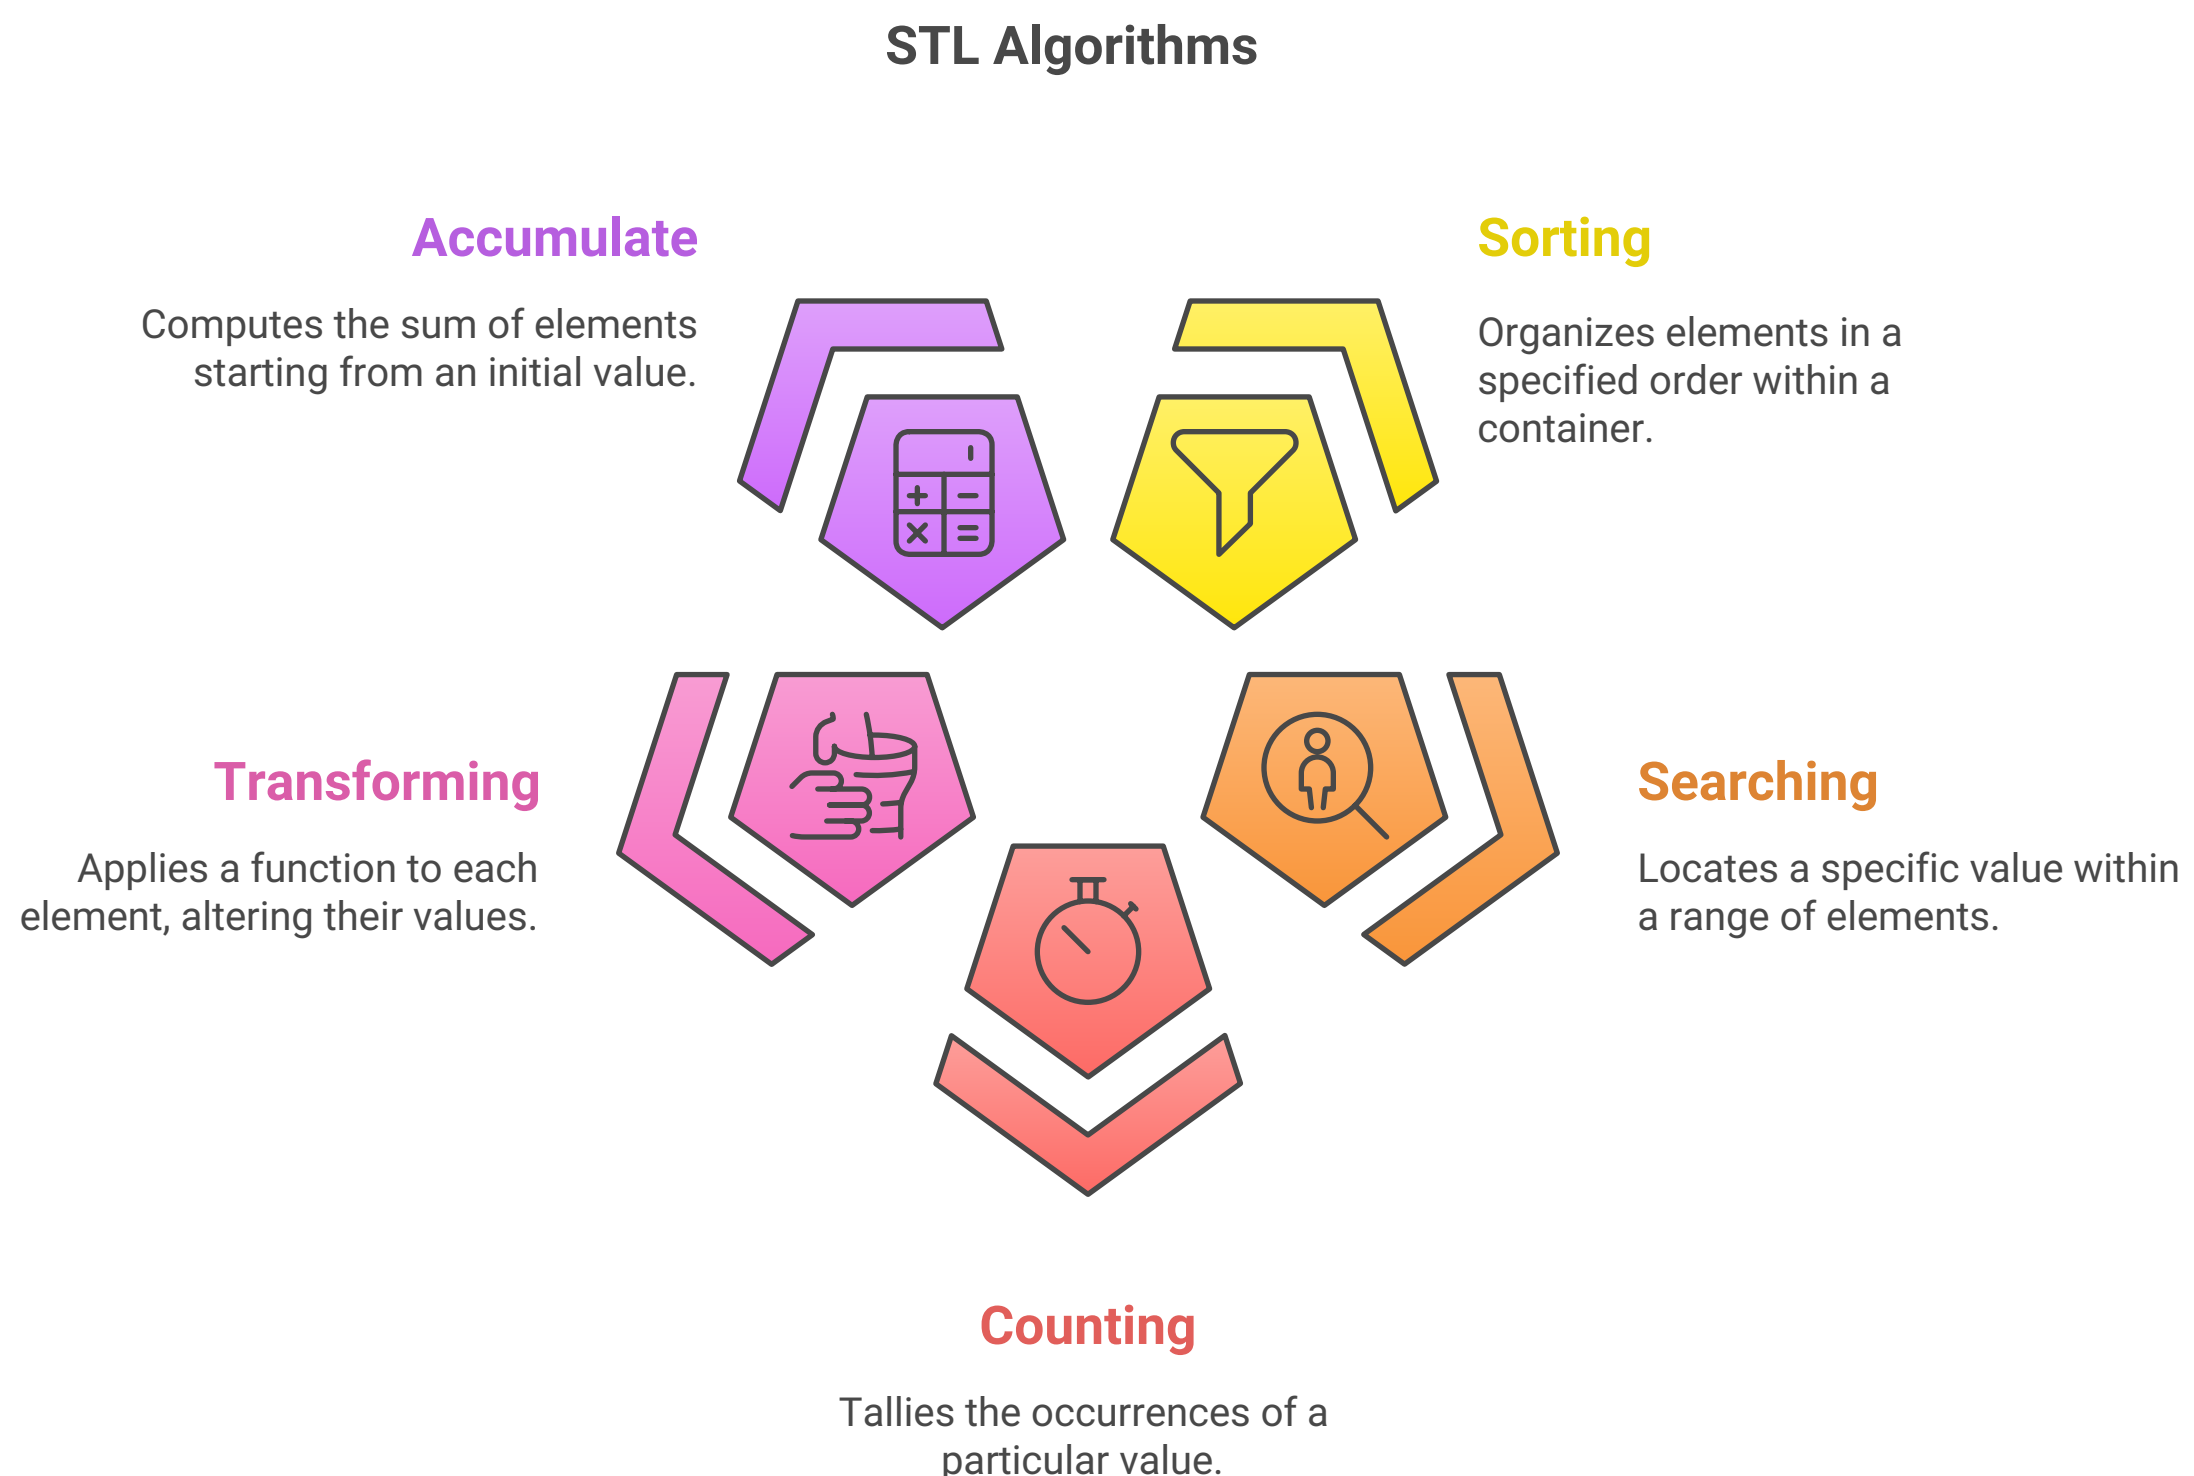 STL Algorithms
Accumulate
Computes the sum of elements
starting from an initial value.
Sorting
Organizes elements in a
specified order within a
container.
Transforming
Applies a function to each
element, altering their values.
Searching
Locates a specific value within
a range of elements.
Counting
Tallies the occurrences of a
particular value.